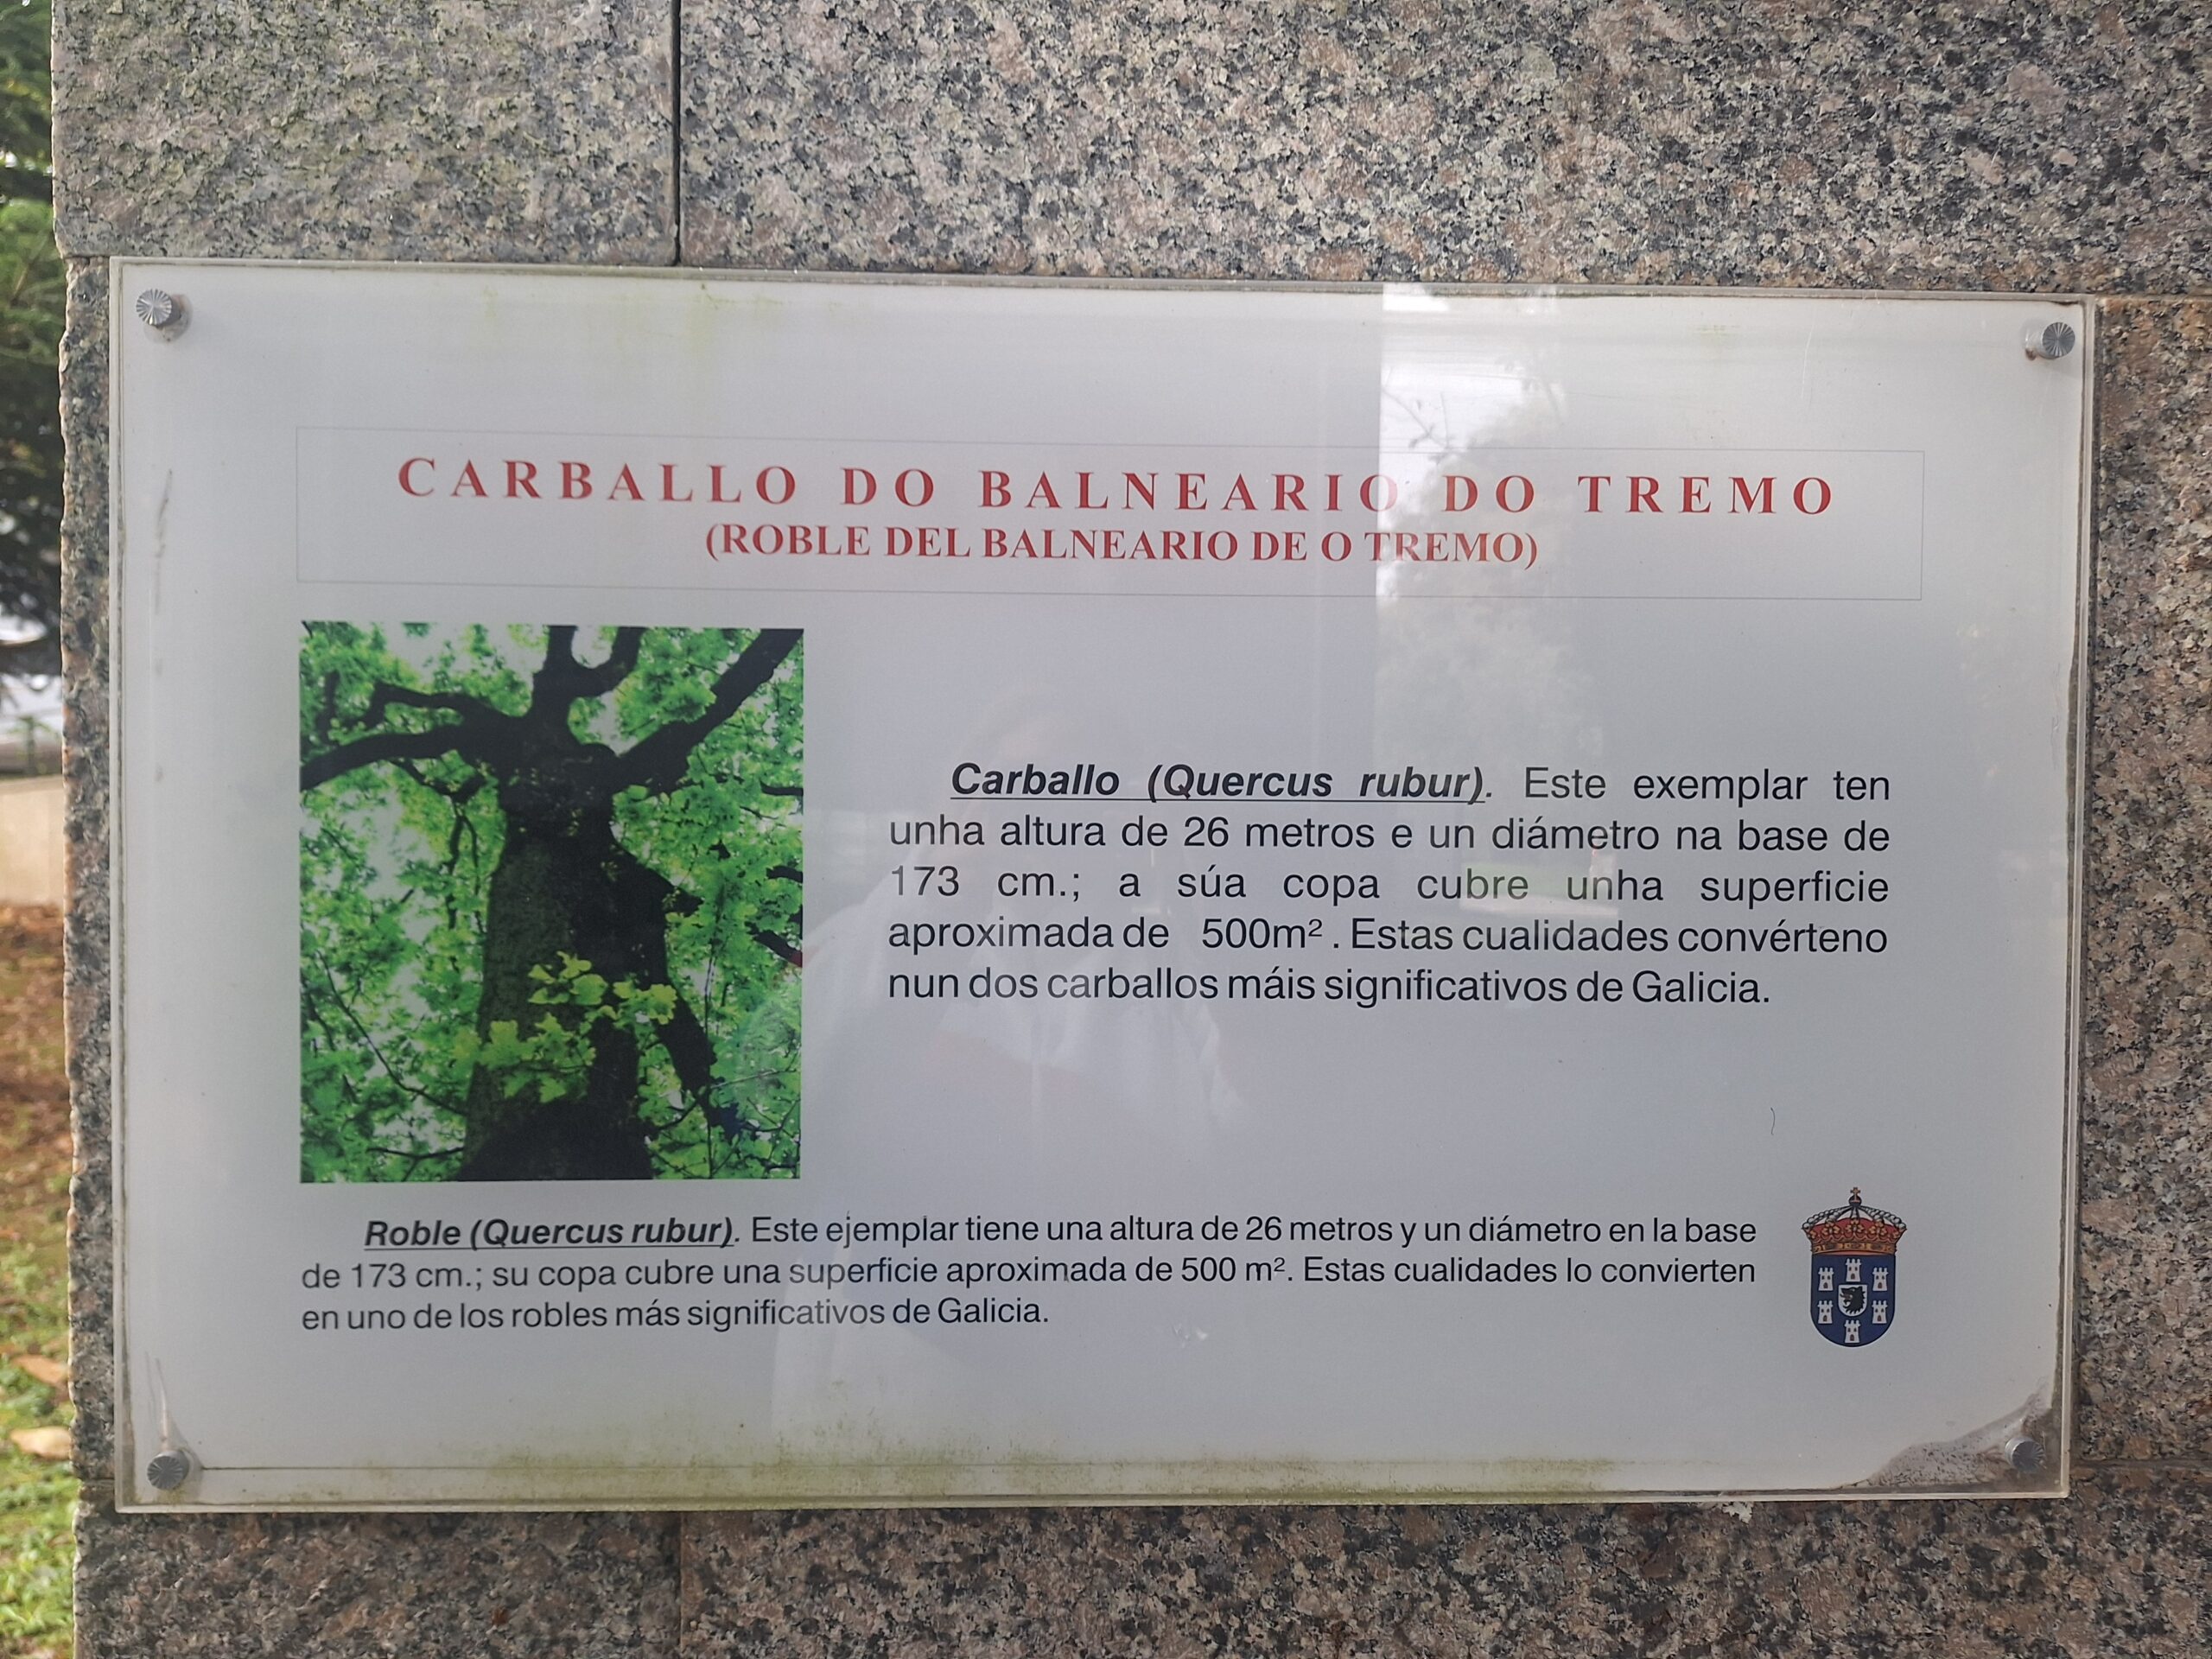 CARBALLO DO BALNEARIO DO TREMO
(ROBLE DEL BALNEARIO DE O TREMO)
Carballo (Quercus rubur). Este exemplar ten
unha altura de 26 metros e un diámetro na base de
173 cm.; a súa copa cubre unha superficie
aproximada de 500m². Estas cualidades convérteno
nun dos carballos máis significativos de Galicia.
Roble (Quercus rubur). Este ejemplar tiene una altura de 26 metros y un diámetro en la base
de 173 cm.; su copa cubre una superficie aproximada de 500 m². Estas cualidades lo convierten
en uno de los robles más significativos de Galicia.